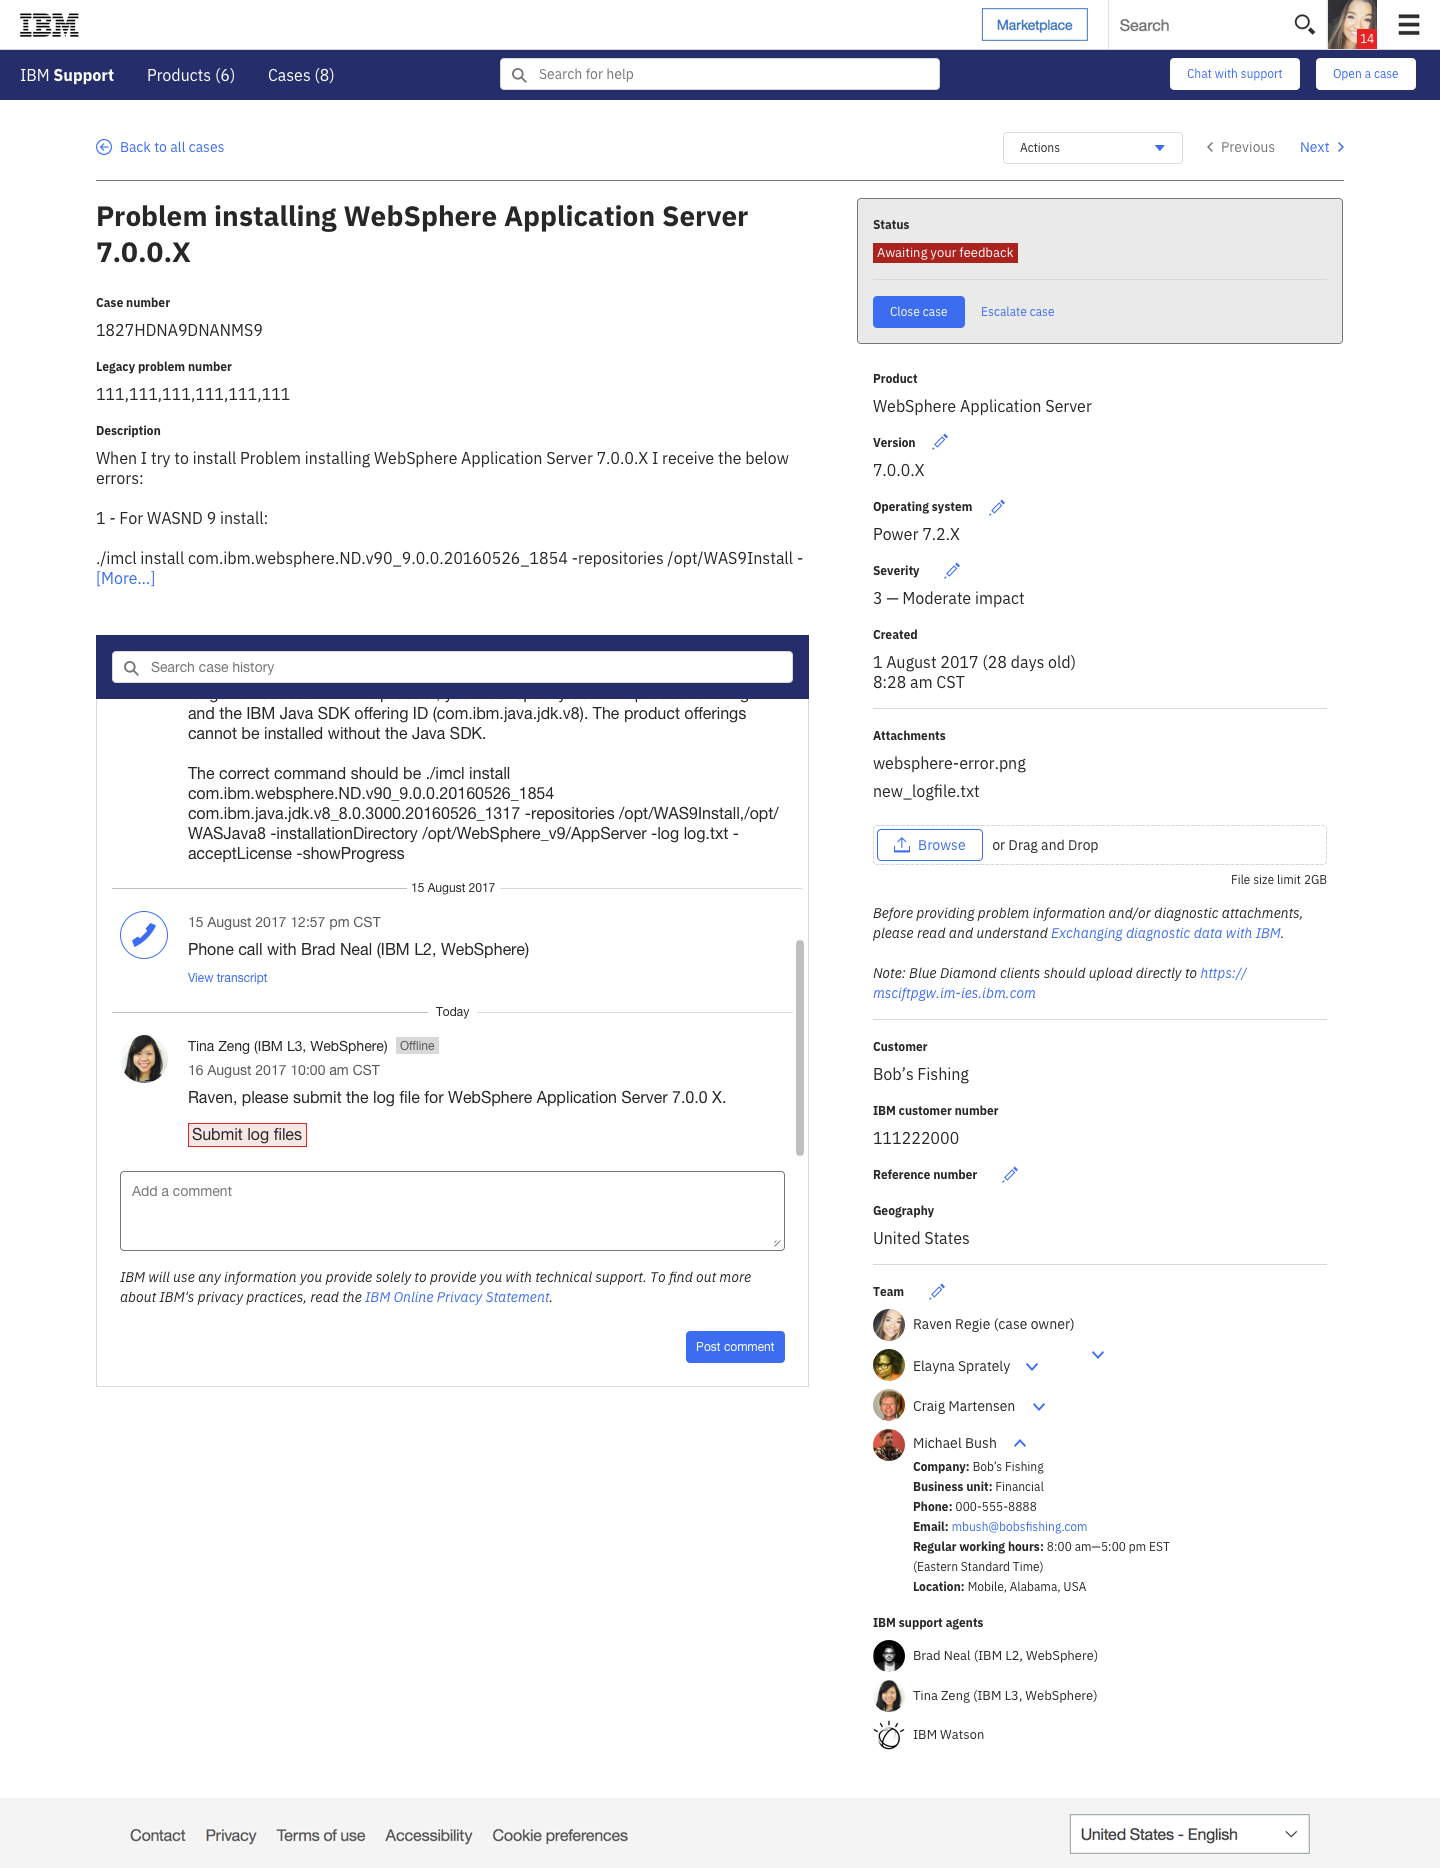 IBM
Marketplace
Search
14
IBM Support
Products (6)
Cases (8)
Search for help
Chat with support
Open a case
Back to all cases
Actions
Previous
Next
Problem installing WebSphere Application Server
7.0.0.X
Case number
1827HDNA9DNANMS9
Legacy problem number
111,111,111,111,111,111
Description
When I try to install Problem installing WebSphere Application Server 7.0.0.X I receive the below
errors:
1 - For WASND 9 install:
./imcl install com.ibm.websphere.ND.v90_9.0.0.20160526_1854 -repositories /opt/WAS9Install -
[More...]
Search case history
and the IBM Java SDK offering ID (com.ibm.java.jdk.v8). The product offerings
cannot be installed without the Java SDK.
The correct command should be ./imcl install
com.ibm.websphere.ND.v90_9.0.0.20160526_1854
com.ibm.java.jdk.v8_8.0.3000.20160526_1317 -repositories /opt/WAS9Install,/opt/
WASJava8 -installationDirectory /opt/WebSphere_v9/AppServer -log log.txt -
acceptLicense -showProgress
15 August 2017
15 August 2017 12:57 pm CST
Phone call with Brad Neal (IBM L2, WebSphere)
View transcript
Today
Tina Zeng (IBM L3, WebSphere) Offline
16 August 2017 10:00 am CST
Raven, please submit the log file for WebSphere Application Server 7.0.0 X.
Submit log files
Add a comment
IBM will use any information you provide solely to provide you with technical support. To find out more
about IBM's privacy practices, read the IBM Online Privacy Statement.
Post comment
Status
Awaiting your feedback
Close case
Escalate case
Product
WebSphere Application Server
Version
7.0.0.X
Operating system
Power 7.2.X
Severity
3 — Moderate impact
Created
1 August 2017 (28 days old)
8:28 am CST
Attachments
websphere-error.png
new_logfile.txt
Browse or Drag and Drop
File size limit 2GB
Before providing problem information and/or diagnostic attachments,
please read and understand Exchanging diagnostic data with IBM.
Note: Blue Diamond clients should upload directly to https://
msciftpgw.im-ies.ibm.com
Customer
Bob’s Fishing
IBM customer number
111222000
Reference number
Geography
United States
Team
Raven Regie (case owner)
Elayna Sprately
Craig Martensen
Michael Bush
Company: Bob’s Fishing
Business unit: Financial
Phone: 000-555-8888
Email: mbush@bobsfishing.com
Regular working hours: 8:00 am—5:00 pm EST
(Eastern Standard Time)
Location: Mobile, Alabama, USA
IBM support agents
Brad Neal (IBM L2, WebSphere)
Tina Zeng (IBM L3, WebSphere)
IBM Watson
Contact
Privacy
Terms of use
Accessibility
Cookie preferences
United States - English